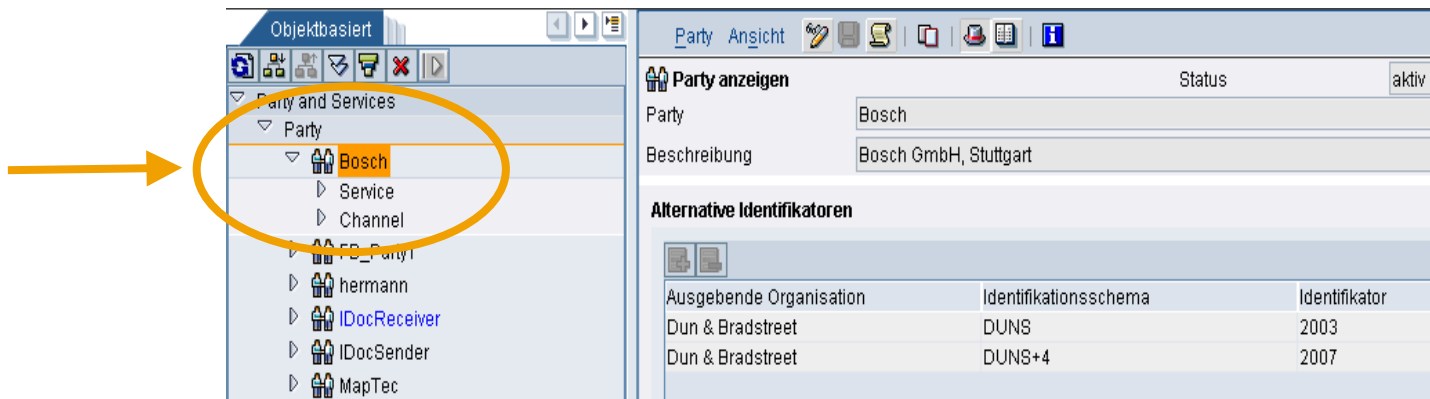 Objektbasiert
Party Ansicht
Party anzeigen Status aktiv
Party and Services
Party Bosch
Party
Beschreibung Bosch GmbH, Stuttgart
Bosch
Service
Alternative Identifikatoren
Channel
FB_Party1
hermann
Ausgebende Organisation Identifikationsschema Identifikator
IDocReceiver
Dun & Bradstreet DUNS 2003
IDocSender
Dun & Bradstreet DUNS+4 2007
MapTec